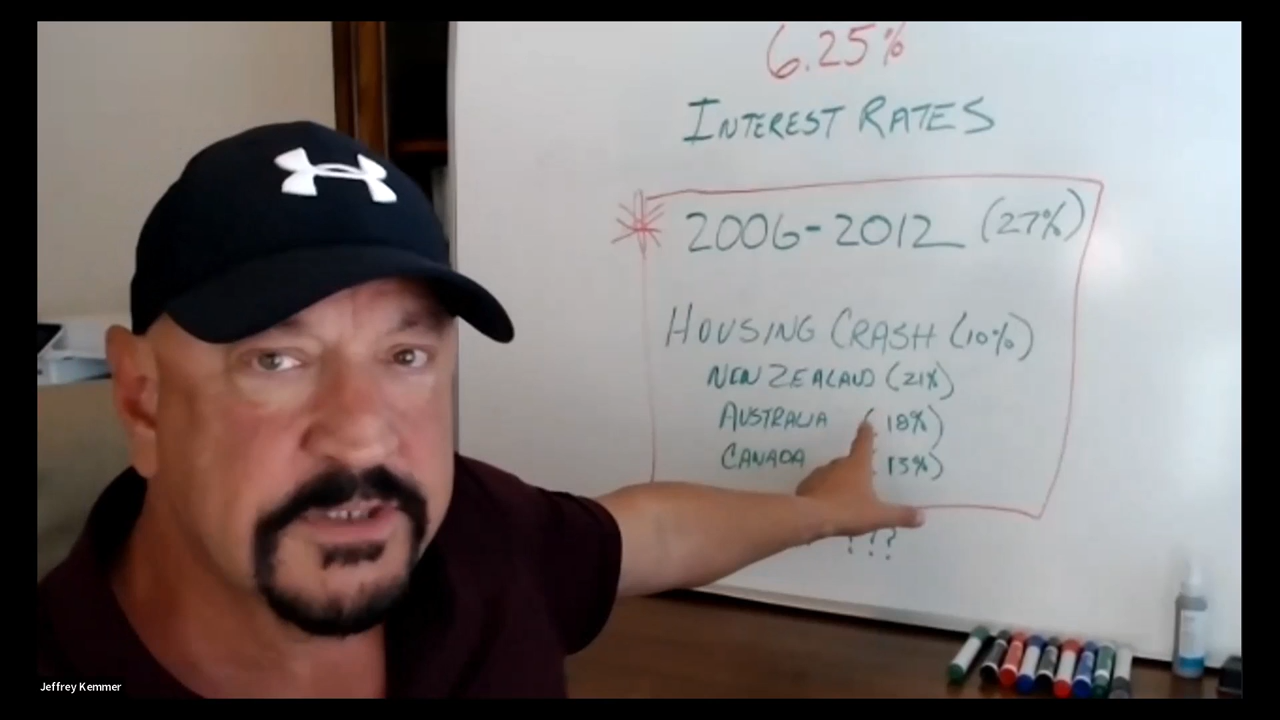 6.25%
INTEREST RATES
2006-2012 (27%)
HOUSING CRASH (10%)
NEW ZEALAND (21%)
AUSTRALIA (18%)
CANADA (13%)
???
Jeffrey Kemmer